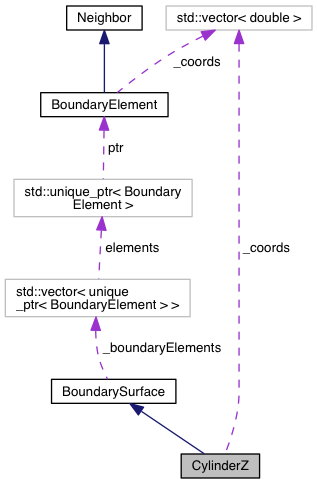 Neighbor
std::vector< double >
_coords
BoundaryElement
ptr
std::unique_ptr< Boundary
Element >
elements
_coords
std::vector< unique
_ptr< BoundaryElement > >
_boundaryElements
BoundarySurface
CylinderZ